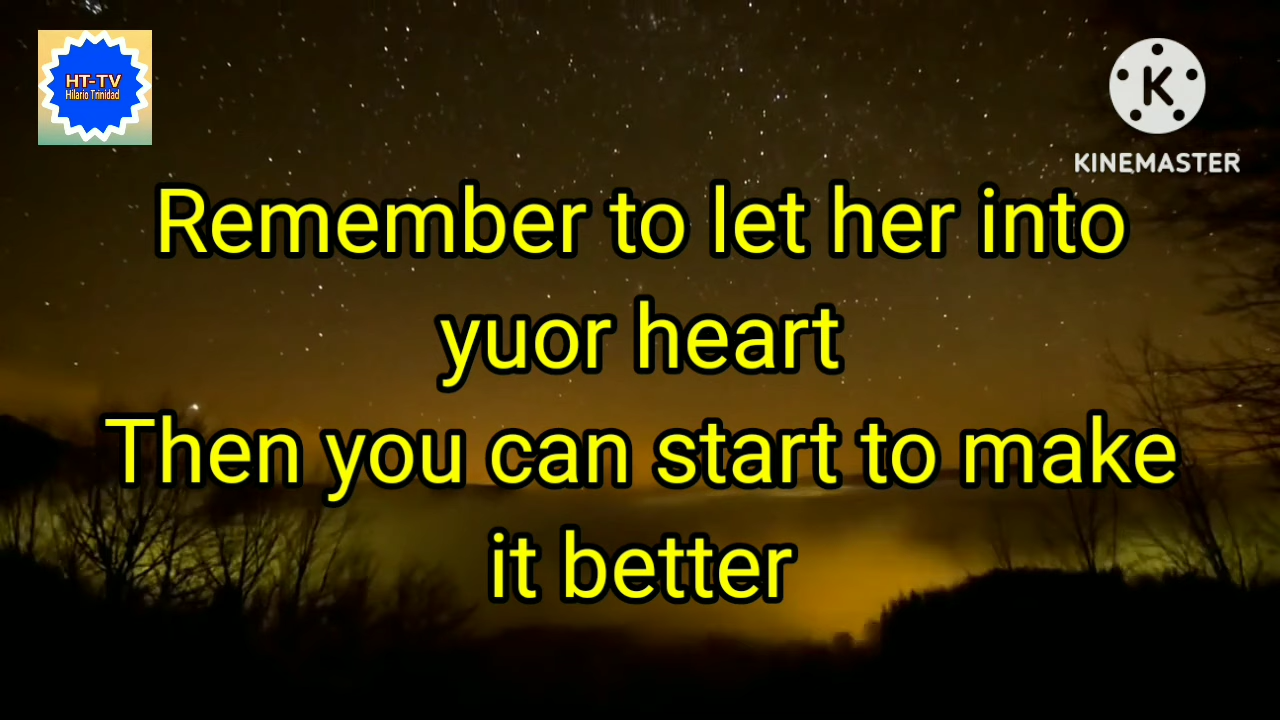 HT-TV
Hilario Trinidad
K
KINEMASTER
Remember to let her into
yuor heart
Then you can start to make
it better